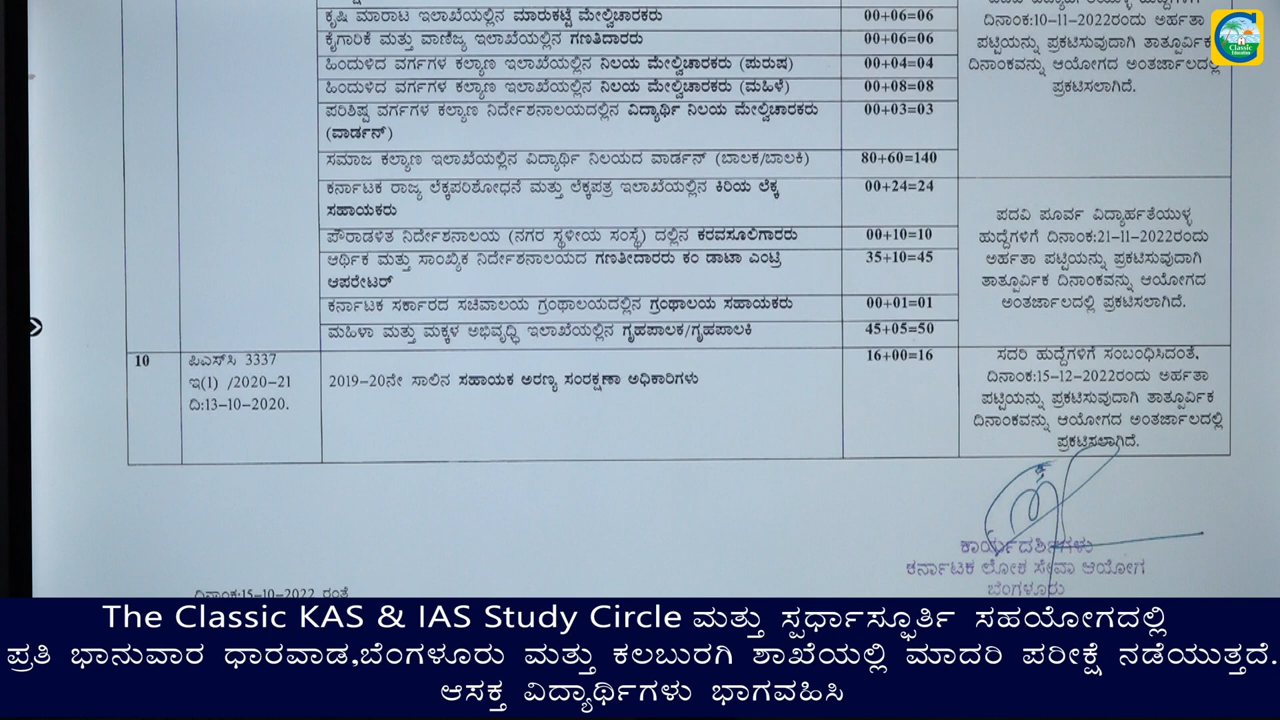 ಕೃಷಿ ಮಾರಾಟ ಇಲಾಖೆಯಲ್ಲಿನ ಮಾರುಕಟ್ಟೆ ಮೇಲ್ವಿಚಾರಕರು 00+06=06
ಕೈಗಾರಿಕೆ ಮತ್ತು ವಾಣಿಜ್ಯ ಇಲಾಖೆಯಲ್ಲಿನ ಗಣತಿದಾರರು 00+06=06
ಹಿಂದುಳಿದ ವರ್ಗಗಳ ಕಲ್ಯಾಣ ಇಲಾಖೆಯಲ್ಲಿನ ನಿಲಯ ಮೇಲ್ವಿಚಾರಕರು (ಪುರುಷ) 00+04=04
ಹಿಂದುಳಿದ ವರ್ಗಗಳ ಕಲ್ಯಾಣ ಇಲಾಖೆಯಲ್ಲಿನ ನಿಲಯ ಮೇಲ್ವಿಚಾರಕರು (ಮಹಿಳೆ) 00+08=08
ಪರಿಶಿಷ್ಟ ವರ್ಗಗಳ ಕಲ್ಯಾಣ ನಿರ್ದೇಶನಾಲಯದಲ್ಲಿನ ವಿದ್ಯಾರ್ಥಿ ನಿಲಯ ಮೇಲ್ವಿಚಾರಕರು 00+03=03
(ವಾರ್ಡನ್)
ಸಮಾಜ ಕಲ್ಯಾಣ ಇಲಾಖೆಯಲ್ಲಿನ ವಿದ್ಯಾರ್ಥಿ ನಿಲಯದ ವಾರ್ಡನ್ (ಬಾಲಕ/ಬಾಲಕಿ) 80+60=140
ದಿನಾಂಕ:10-11-2022ರಂದು ಅರ್ಹತಾ
ಪಟ್ಟಿಯನ್ನು ಪ್ರಕಟಿಸುವುದಾಗಿ ತಾತ್ಪೂರ್ವಿಕ
ದಿನಾಂಕವನ್ನು ಆಯೋಗದ ಅಂತರ್ಜಾಲದಲ್ಲಿ
ಪ್ರಕಟಿಸಲಾಗಿದೆ.
Classic
Education
ಕರ್ನಾಟಕ ರಾಜ್ಯ ಲೆಕ್ಕಪರಿಶೋಧನೆ ಮತ್ತು ಲೆಕ್ಕಪತ್ರ ಇಲಾಖೆಯಲ್ಲಿನ ಕಿರಿಯ ಲೆಕ್ಕ 00+24=24
ಸಹಾಯಕರು
ಪೌರಾಡಳಿತ ನಿರ್ದೇಶನಾಲಯ (ನಗರ ಸ್ಥಳೀಯ ಸಂಸ್ಥೆ) ದಲ್ಲಿನ ಕರವಸೂಲಿಗಾರರು 00+10=10
ಆರ್ಥಿಕ ಮತ್ತು ಸಾಂಖ್ಯಿಕ ನಿರ್ದೇಶನಾಲಯದ ಗಣತೀದಾರರು ಕಂ ಡಾಟಾ ಎಂಟ್ರಿ 35+10=45
ಆಪರೇಟರ್
ಕರ್ನಾಟಕ ಸರ್ಕಾರದ ಸಚಿವಾಲಯ ಗ್ರಂಥಾಲಯದಲ್ಲಿನ ಗ್ರಂಥಾಲಯ ಸಹಾಯಕರು 00+01=01
ಮಹಿಳಾ ಮತ್ತು ಮಕ್ಕಳ ಅಭಿವೃದ್ಧಿ ಇಲಾಖೆಯಲ್ಲಿನ ಗೃಹಪಾಲಕ/ಗೃಹಪಾಲಕಿ 45+05=50
ಪದವಿ ಪೂರ್ವ ವಿದ್ಯಾರ್ಹತೆಯುಳ್ಳ
ಹುದ್ದೆಗಳಿಗೆ ದಿನಾಂಕ:21-11-2022ರಂದು
ಅರ್ಹತಾ ಪಟ್ಟಿಯನ್ನು ಪ್ರಕಟಿಸುವುದಾಗಿ
ತಾತ್ಪೂರ್ವಿಕ ದಿನಾಂಕವನ್ನು ಆಯೋಗದ
ಅಂತರ್ಜಾಲದಲ್ಲಿ ಪ್ರಕಟಿಸಲಾಗಿದೆ.
10
ಪಿಎಸ್‌ಸಿ 3337
ಇ(1) /2020-21
ದಿ:13-10-2020.
2019-20ನೇ ಸಾಲಿನ ಸಹಾಯಕ ಅರಣ್ಯ ಸಂರಕ್ಷಣಾ ಅಧಿಕಾರಿಗಳು
16+00=16
ಸದರಿ ಹುದ್ದೆಗಳಿಗೆ ಸಂಬಂಧಿಸಿದಂತೆ,
ದಿನಾಂಕ:15-12-2022ರಂದು ಅರ್ಹತಾ
ಪಟ್ಟಿಯನ್ನು ಪ್ರಕಟಿಸುವುದಾಗಿ ತಾತ್ಪೂರ್ವಿಕ
ದಿನಾಂಕವನ್ನು ಆಯೋಗದ ಅಂತರ್ಜಾಲದಲ್ಲಿ
ಪ್ರಕಟಿಸಲಾಗಿದೆ.
ಕಾರ್ಯದರ್ಶಿಗಳು
ಕರ್ನಾಟಕ ಲೋಕ ಸೇವಾ ಆಯೋಗ
ಬೆಂಗಳೂರು
ದಿನಾಂಕ:15-10-2022 ರಂತೆ
The Classic KAS & IAS Study Circle ಮತ್ತು ಸ್ಪರ್ಧಾಸ್ಫೂರ್ತಿ ಸಹಯೋಗದಲ್ಲಿ
ಪ್ರತಿ ಭಾನುವಾರ ಧಾರವಾಡ,ಬೆಂಗಳೂರು ಮತ್ತು ಕಲಬುರಗಿ ಶಾಖೆಯಲ್ಲಿ ಮಾದರಿ ಪರೀಕ್ಷೆ ನಡೆಯುತ್ತದೆ.
ಆಸಕ್ತ ವಿದ್ಯಾರ್ಥಿಗಳು ಭಾಗವಹಿಸಿ